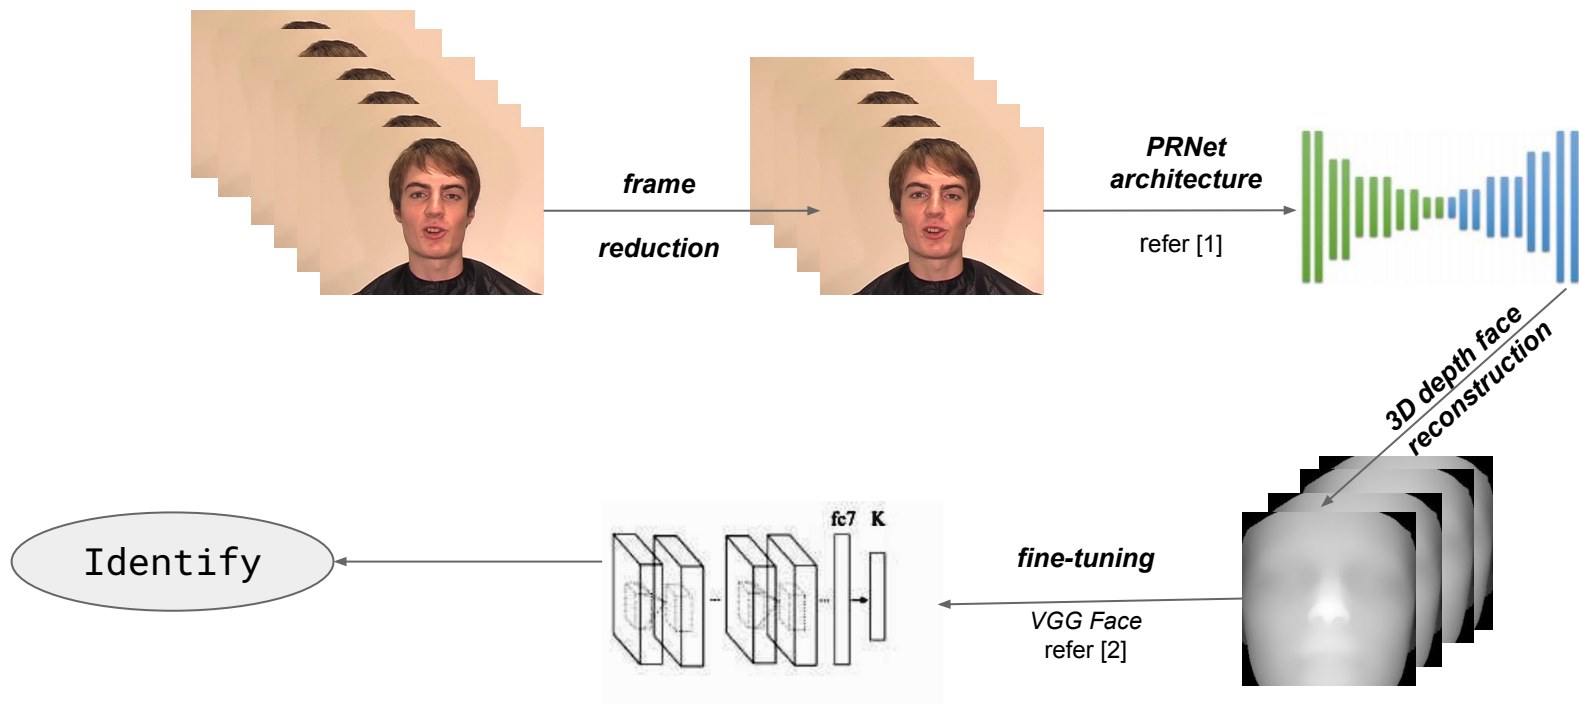 frame
reduction
PRNet
architecture
refer [1]
3D depth face
reconstruction
fine-tuning
VGG Face
refer [2]
fc7 K
Identify